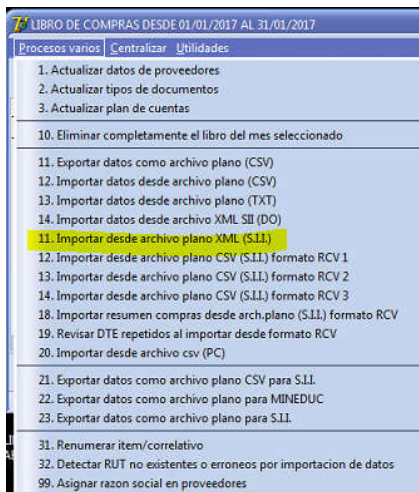 LIBRO DE COMPRAS DESDE 01/01/2017 AL 31/01/2017
Procesos varios Centralizar Utilidades
1. Actualizar datos de proveedores
2. Actualizar tipos de documentos
3. Actualizar plan de cuentas
10. Eliminar completamente el libro del mes seleccionado
11. Exportar datos como archivo plano (CSV)
12. Importar datos desde archivo plano (CSV)
13. Importar datos desde archivo plano (TXT)
14. Importar datos desde archivo XML SII (DO)
11. Importar desde archivo plano XML (S.I.I.)
12. Importar desde archivo plano CSV (S.I.I.) formato RCV 1
13. Importar desde archivo plano CSV (S.I.I.) formato RCV 2
14. Importar desde archivo plano CSV (S.I.I.) formato RCV 3
18. Importar resumen compras desde arch.plano (S.I.I.) formato RCV
19. Revisar DTE repetidos al importar desde formato RCV
20. Importar desde archivo csv (PC)
21. Exportar datos como archivo plano CSV para S.I.I.
22. Exportar datos como archivo plano para MINEDUC
23. Exportar datos como archivo plano para S.I.I.
31. Renumerar item/correlativo
32. Detectar RUT no existentes o erroneos por importacion de datos
99. Asignar razon social en proveedores